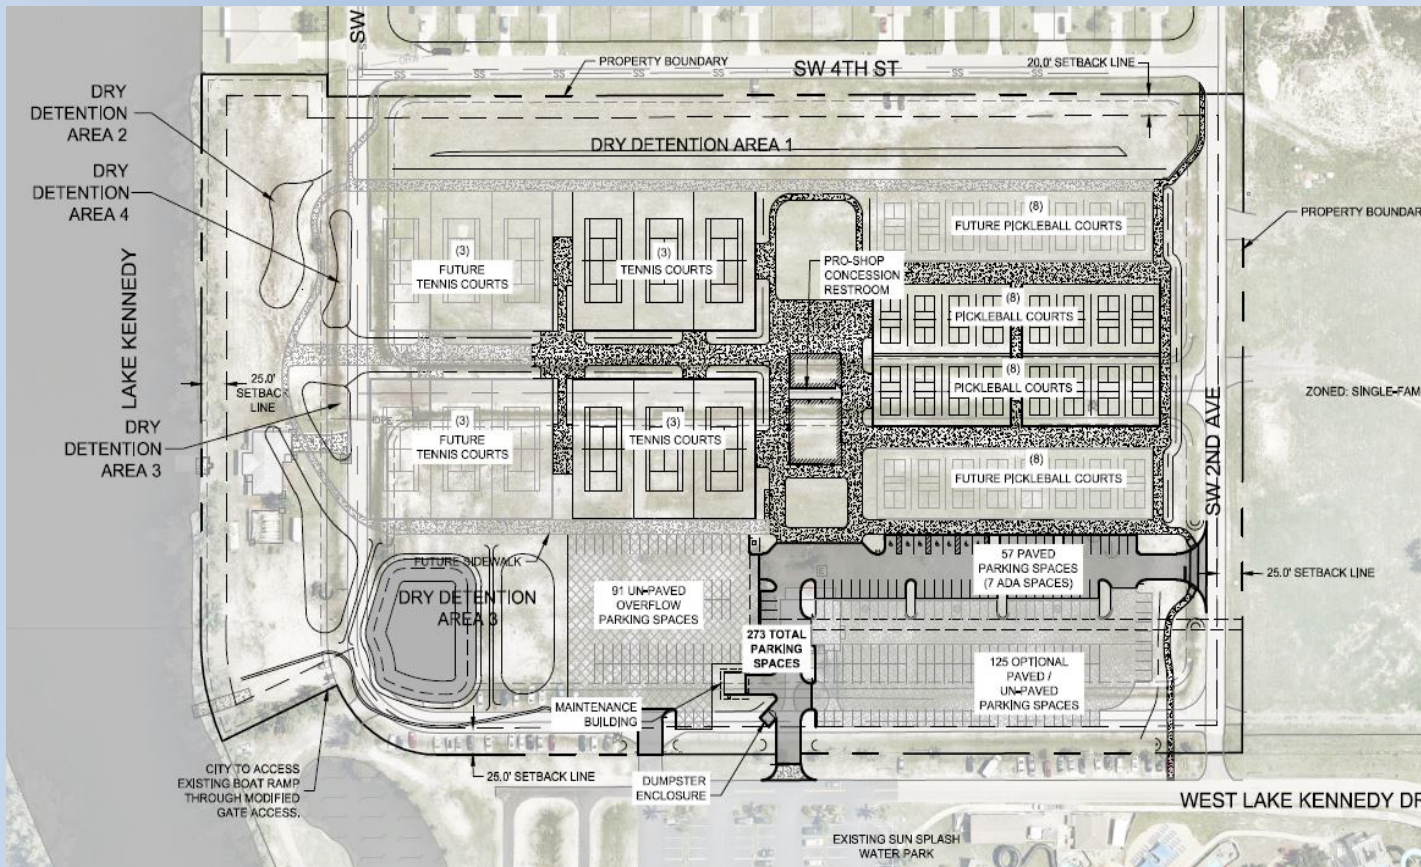 SW
PROPERTY BOUNDARY
SW 4TH ST
20.0' SETBACK LINE
SS
SS
SS
SS
SS
DRY
DETENTION
AREA 2
DRY DETENTION AREA 1
DRY
DETENTION
AREA 4
(3)
FUTURE
TENNIS COURTS
(3)
TENNIS COURTS
(8)
FUTURE PICKLEBALL COURTS
PROPERTY BOUNDAR
PRO-SHOP
CONCESSION
RESTROOM
(8)
PICKLEBALL COURTS
LAKE KENNEDY
25.0'
SETBACK
LINE
(8)
PICKLEBALL COURTS
ZONED: SINGLE-FAM
DRY
DETENTION
AREA 3
(3)
FUTURE
TENNIS COURTS
(3)
TENNIS COURTS
(8)
FUTURE PICKLEBALL COURTS
SW 2ND AVE
FUTURE SIDEWALK
57 PAVED
PARKING SPACES
(7 ADA SPACES)
25.0' SETBACK LINE
DRY DETENTION
AREA 3
91 UN-PAVED
OVERFLOW
PARKING SPACES
273 TOTAL
PARKING
SPACES
125 OPTIONAL
PAVED /
UN-PAVED
PARKING SPACES
MAINTENANCE
BUILDING
CITY TO ACCESS
EXISTING BOAT RAMP
THROUGH MODIFIED
GATE ACCESS.
25.0' SETBACK LINE
DUMPSTER
ENCLOSURE
WEST LAKE KENNEDY DR
EXISTING SUN SPLASH
WATER PARK